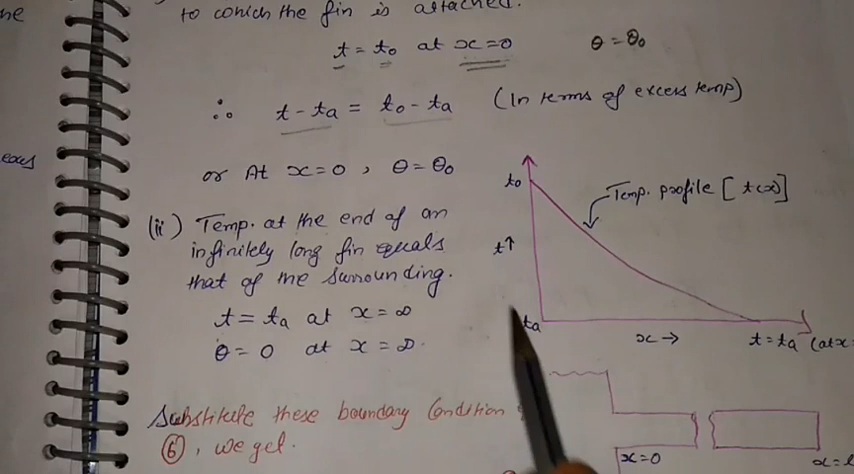 to which the fin is attached.
t = t₀ at x=0 θ = θ₀
∴ t - ta = t₀ - ta (In terms of excess temp)
or At x=0 , θ = θ₀
(ii) Temp. at the end of an
infinitely long fin equals
that of the Surrounding.
t = ta at x = ∞
θ = 0 at x = ∞.
t₀
Temp. profile [t(x)]
t↑
ta
x →
t = ta (at x
Substitute these boundary Condition
⑥, we get.
x=0
x=l